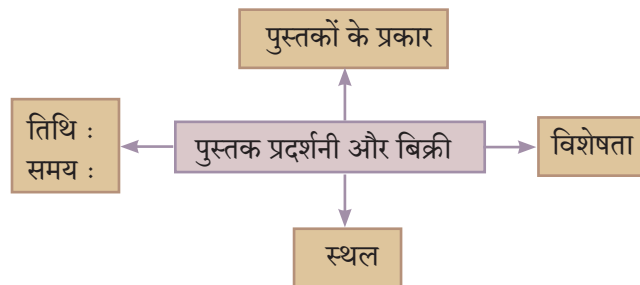 पुस्तकों के प्रकार
तिथि :
समय :
पुस्तक प्रदर्शनी और बिक्री
विशेषता
स्थल